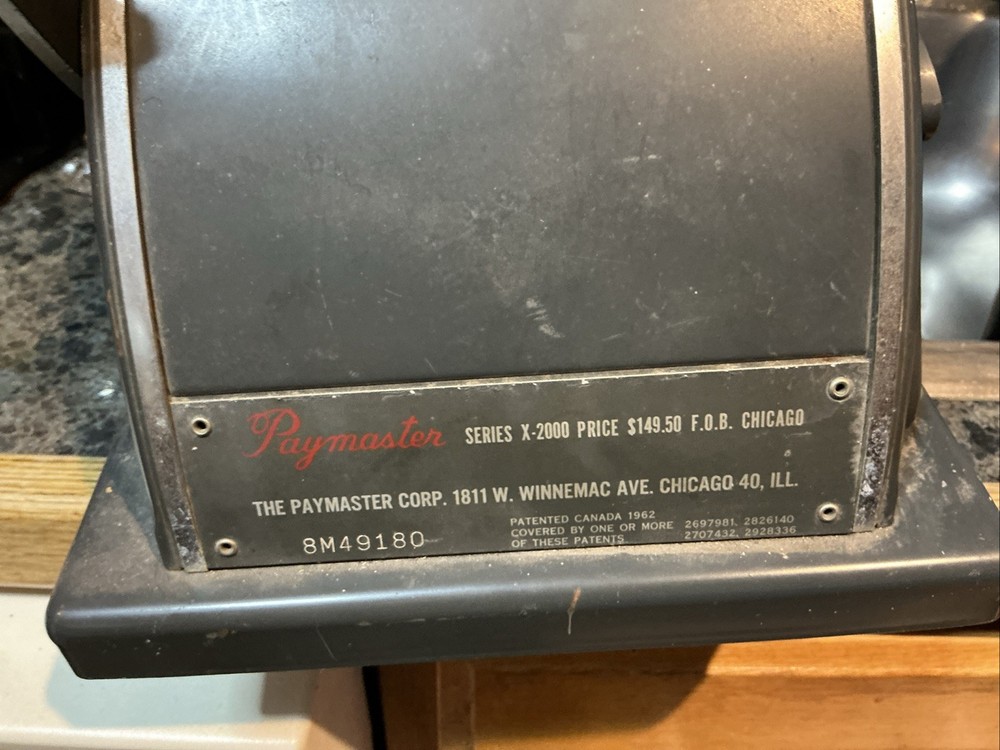 Paymaster SERIES X-2000 PRICE $149.50 F.O.B. CHICAGO
THE PAYMASTER CORP. 1811 W. WINNEMAC AVE. CHICAGO 40, ILL.
8M49180
PATENTED CANADA 1962
COVERED BY ONE OR MORE 2697981, 2826140
OF THESE PATENTS 2707432, 2928336